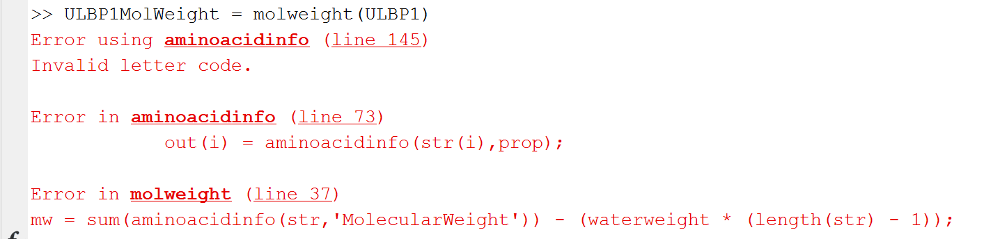 >> ULBP1MolWeight = molweight(ULBP1)
Error using aminoacidinfo (line 145)
Invalid letter code.
Error in aminoacidinfo (line 73)
out(i) = aminoacidinfo(str(i),prop);
Error in molweight (line 37)
mw = sum(aminoacidinfo(str,'MolecularWeight')) - (waterweight * (length(str) - 1));